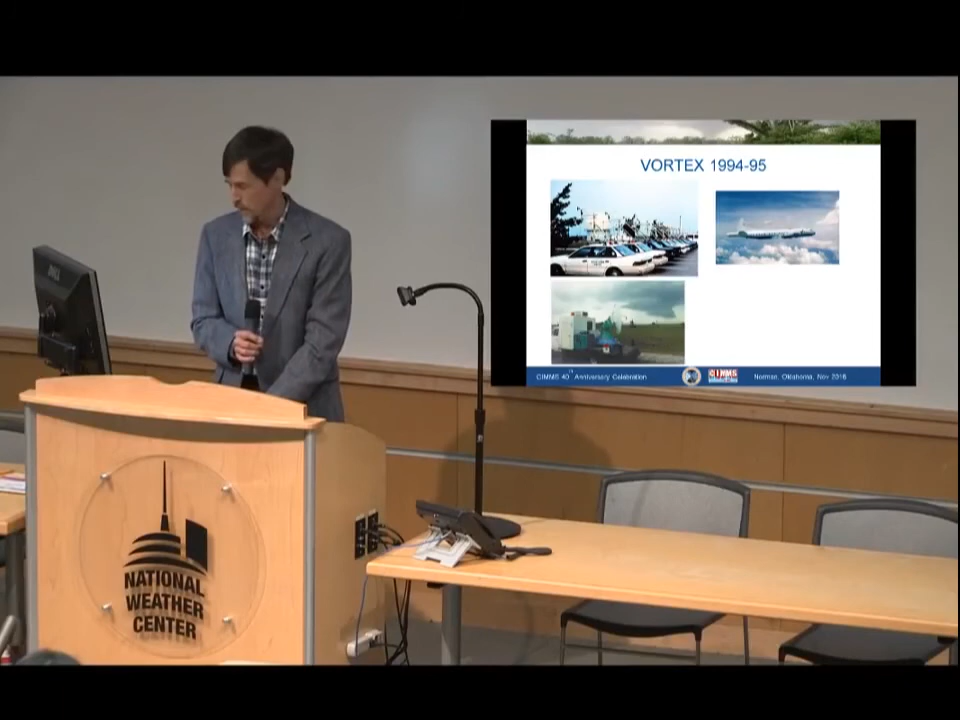 VORTEX 1994-95
CIMMS 40th Anniversary Celebration
CIMMS
Norman, Oklahoma, Nov 2018
NATIONAL
WEATHER
CENTER